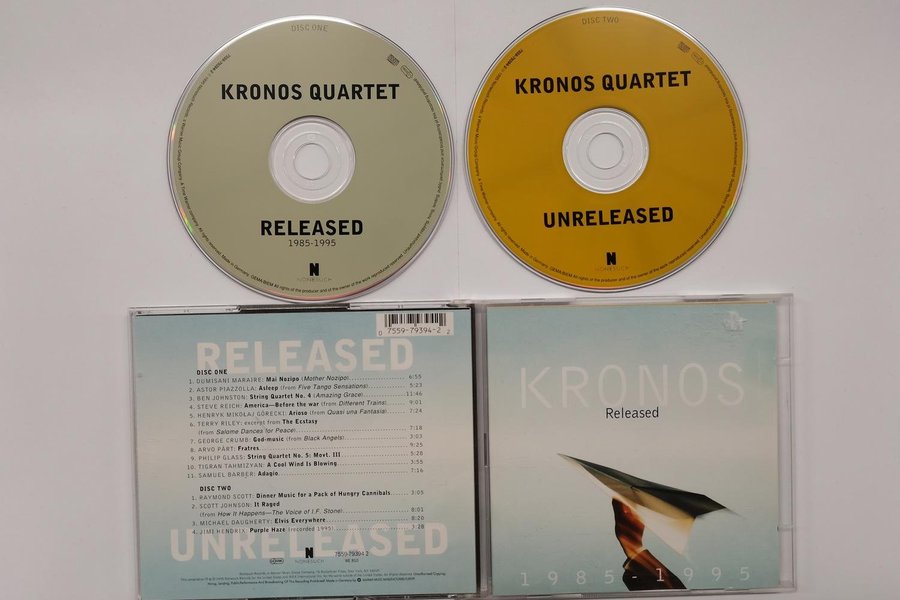 DISC ONE
KRONOS QUARTET
RELEASED
1985-1995
N
NONESUCH
DISC TWO
KRONOS QUARTET
UNRELEASED
N
NONESUCH
0 7559-79394-2 2
RELEASED
DISC ONE
1. DUMISANI MARAIRE: Mai Nozipo (Mother Nozipo) 6:55
2. ASTOR PIAZZOLLA: Asleep (from Five Tango Sensations) 5:23
3. BEN JOHNSTON: String Quartet No. 4 (Amazing Grace) 11:46
4. STEVE REICH: America—Before the war (from Different Trains) 9:01
5. HENRYK MIKOLAJ GÓRECKI: Arioso (from Quasi una Fantasia) 7:24
6. TERRY RILEY: excerpt from The Ecstasy
(from Salome Dances for Peace) 7:18
7. GEORGE CRUMB: God-music (from Black Angels) 3:03
8. ARVO PÄRT: Fratres 9:25
9. PHILIP GLASS: String Quartet No. 5: Movt. III 5:28
10. TIGRAN TAHMIZYAN: A Cool Wind Is Blowing 3:55
11. SAMUEL BARBER: Adagio 7:16
DISC TWO
1. RAYMOND SCOTT: Dinner Music for a Pack of Hungry Cannibals 3:05
2. SCOTT JOHNSON: It Raged
(from How It Happens—The Voice of I.F. Stone) 8:01
3. MICHAEL DAUGHERTY: Elvis Everywhere 8:20
4. JIMI HENDRIX: Purple Haze (recorded 1995) 3:28
UNRELEASED
N
NONESUCH
7559-79394 2
KRONOS
Released
1985-1995